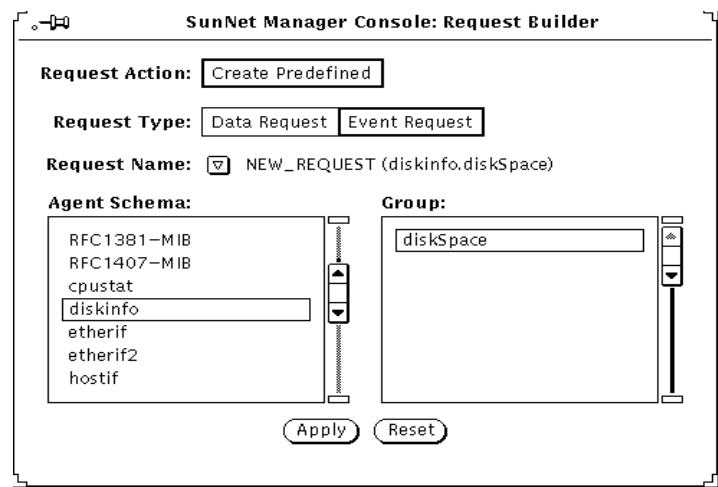 SunNet Manager Console: Request Builder
Request Action: Create Predefined
Request Type: Data Request Event Request
Request Name: NEW_REQUEST (diskinfo.diskSpace)
Agent Schema:
RFC1381-MIB
RFC1407-MIB
cpustat
diskinfo
etherif
etherif2
hostif
Group:
diskSpace
Apply Reset